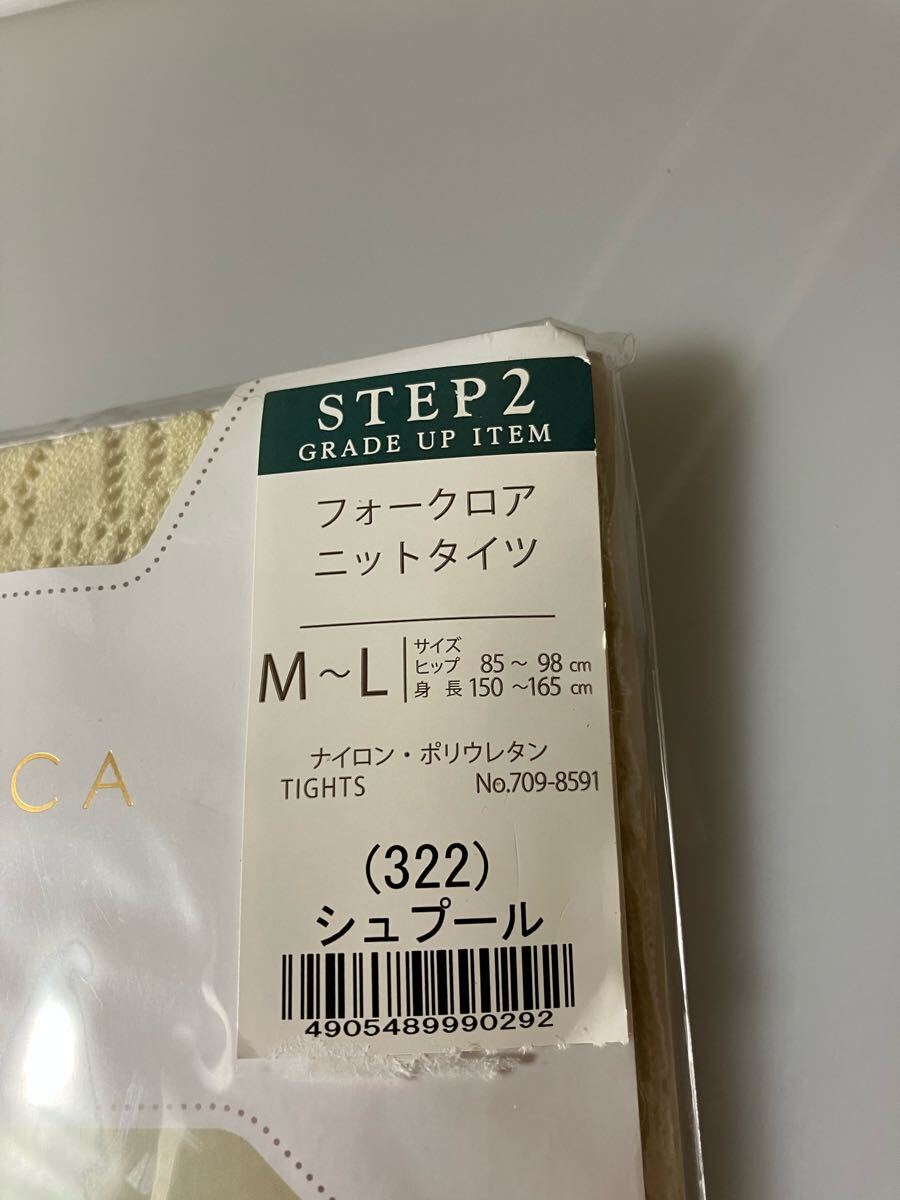 STEP2
GRADE UP ITEM
フォークロア
ニットタイツ
M～L
サイズ
ヒップ 85～ 98 cm
身 長 150 ～165 cm
ナイロン・ポリウレタン
TIGHTS No.709-8591
(322)
シュプール
4905489990292
CA